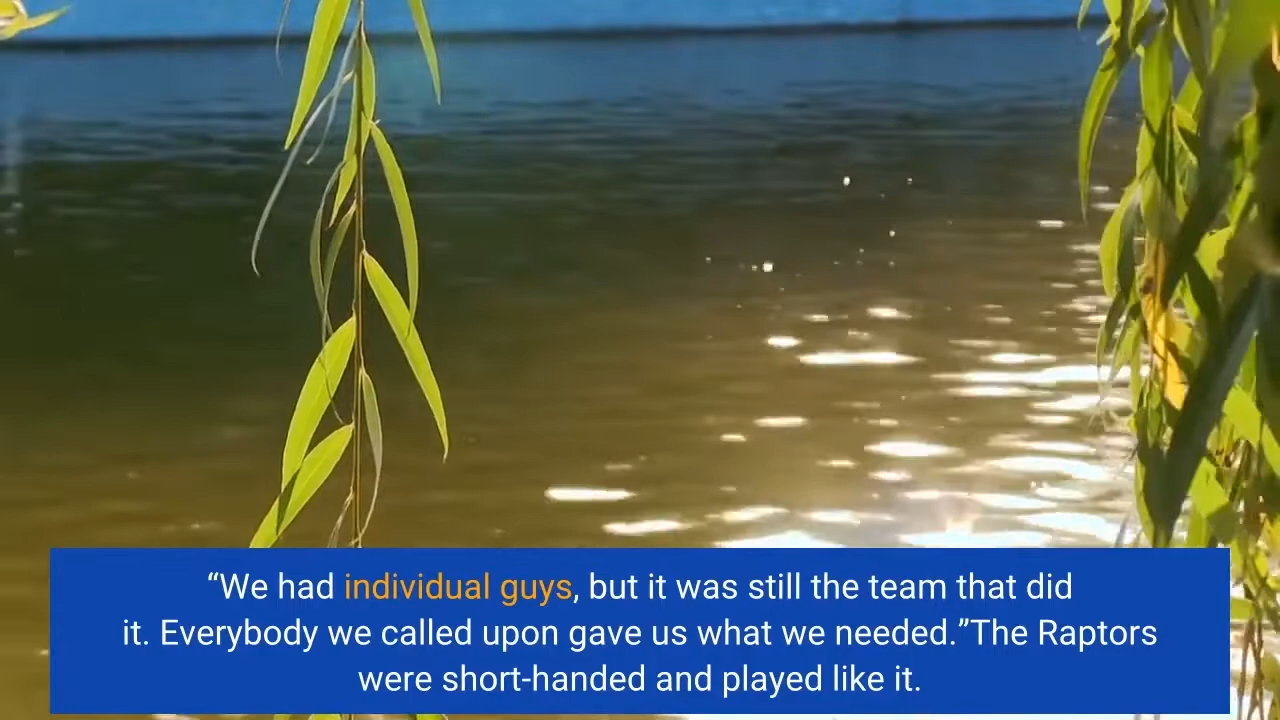 “We had individual guys, but it was still the team that did
it. Everybody we called upon gave us what we needed.”The Raptors
were short-handed and played like it.